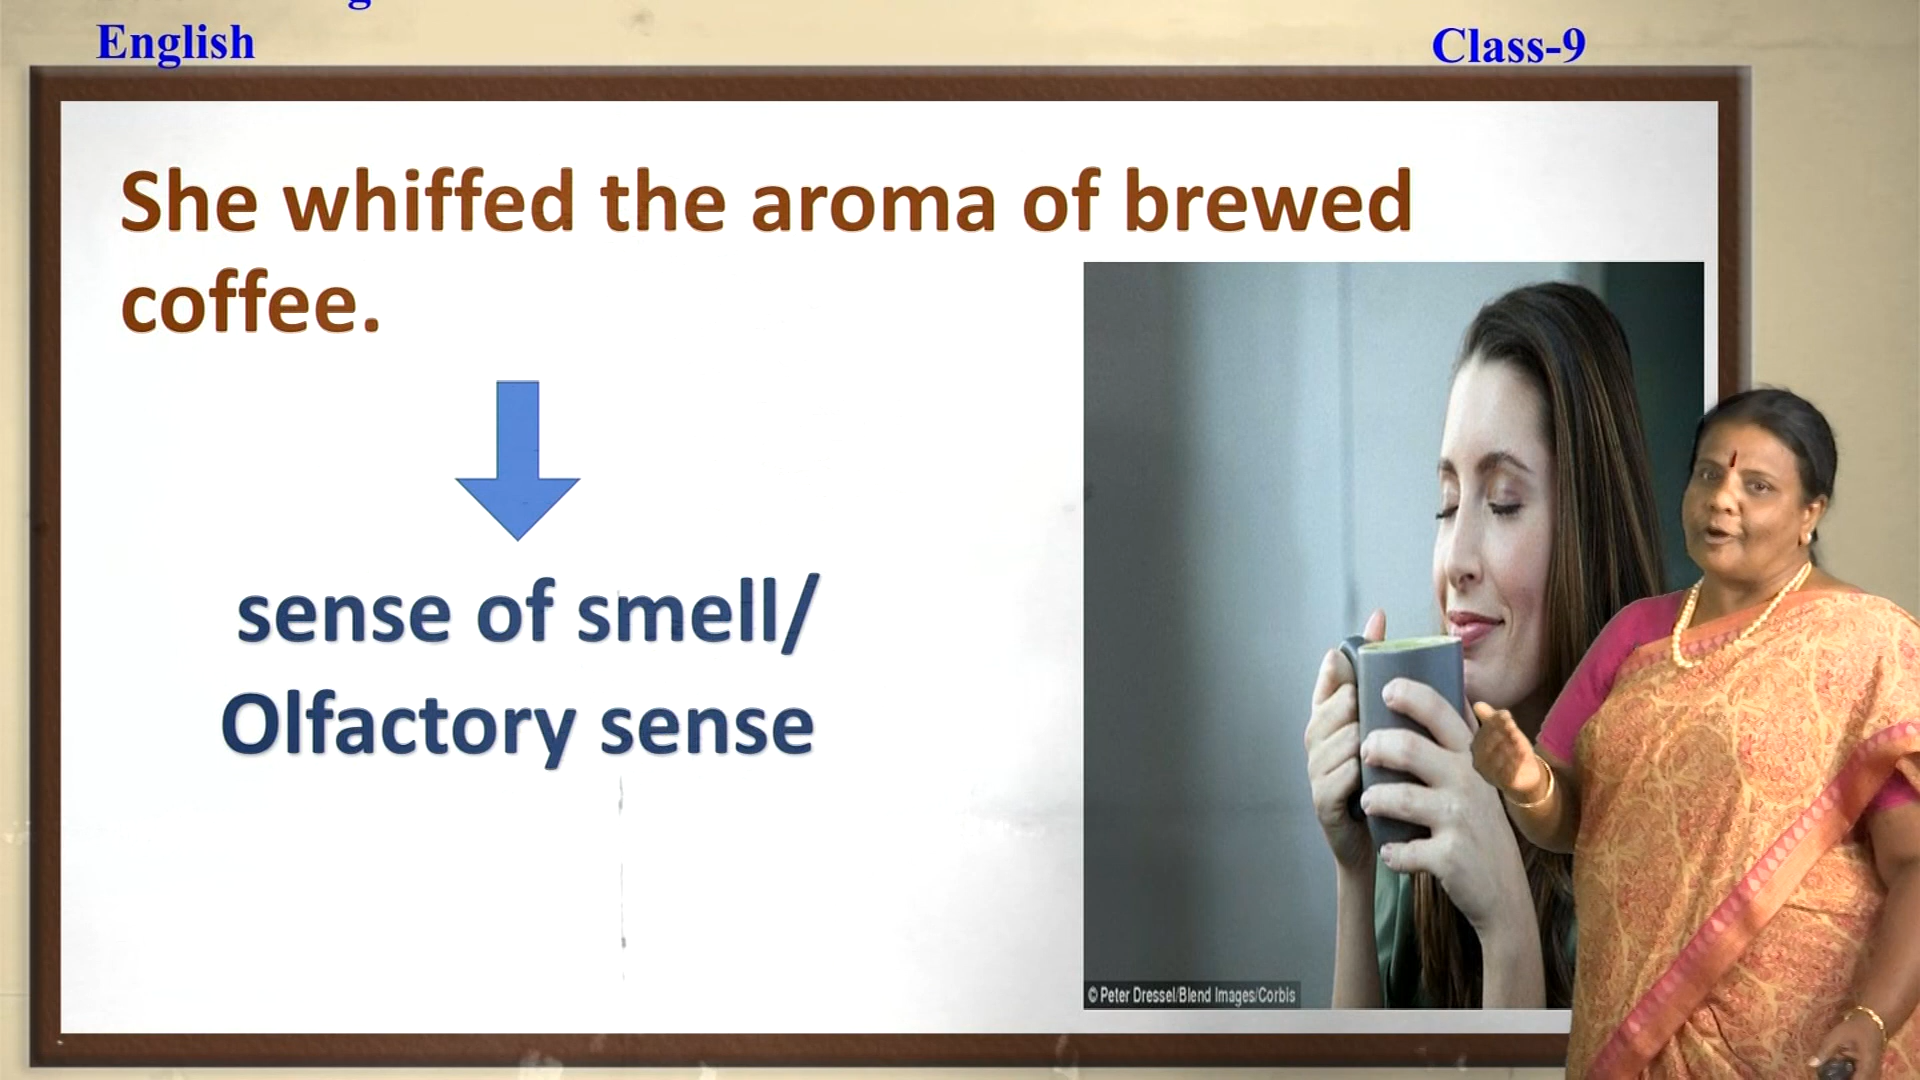 English
Class-9
She whiffed the aroma of brewed
coffee.
sense of smell/
Olfactory sense
© Peter Dressel/Blend Images/Corbis